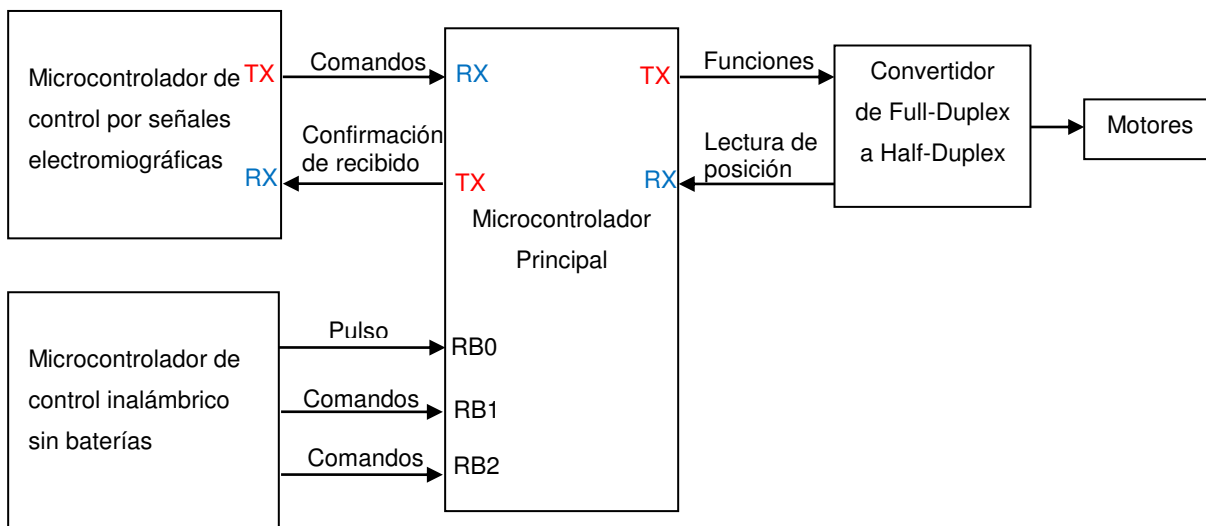 Microcontrolador de
control por señales
electromiográficas
TX
RX
Comandos
Confirmación
de recibido
RX
TX
Microcontrolador
Principal
TX
RX
Funciones
Lectura de
posición
Convertidor
de Full-Duplex
a Half-Duplex
Motores
Microcontrolador de
control inalámbrico
sin baterías
Pulso
Comandos
Comandos
RB0
RB1
RB2